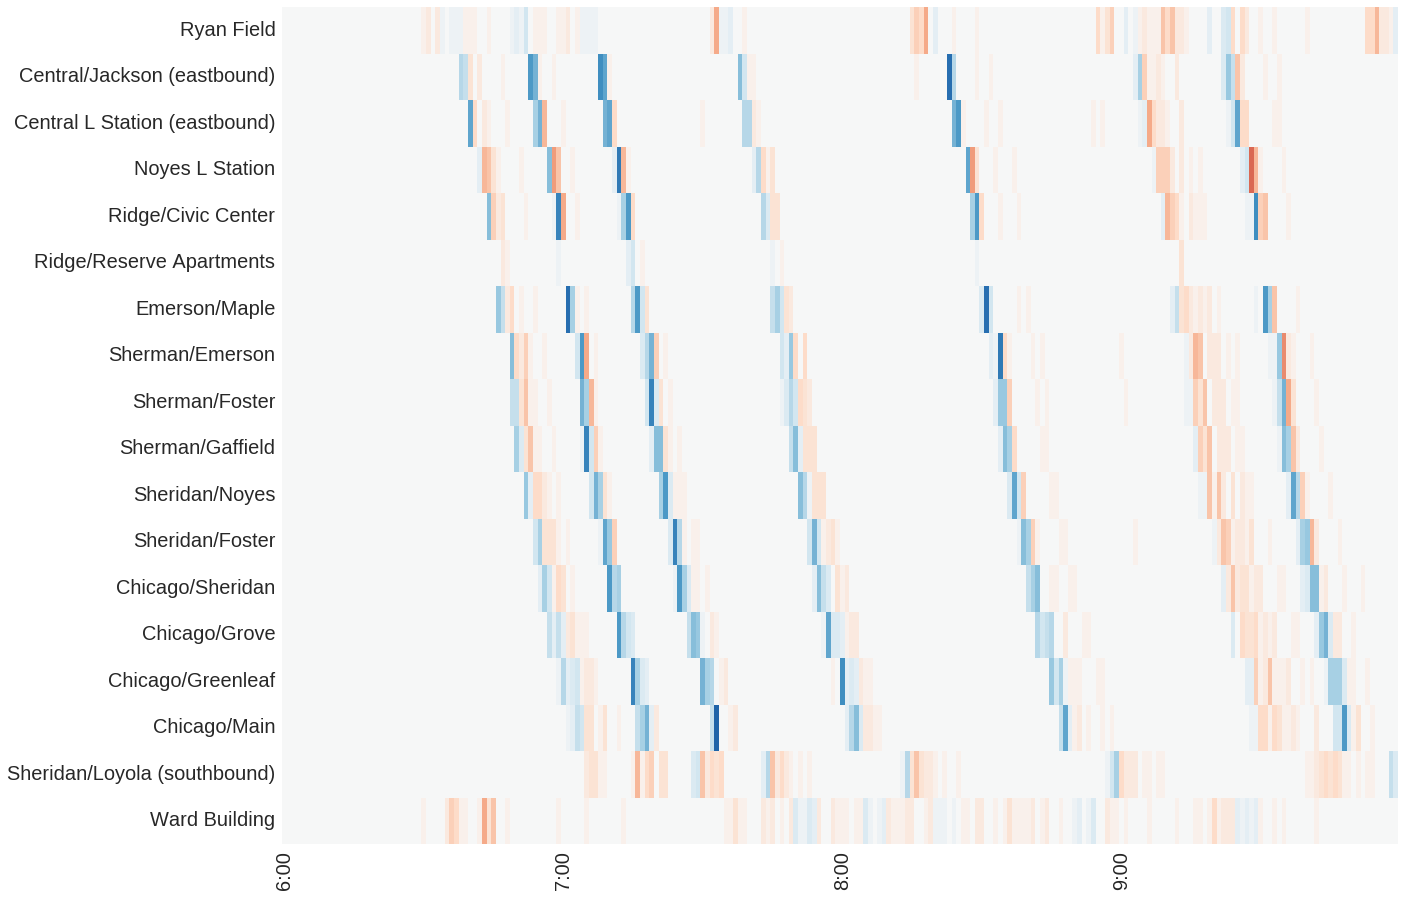 Ryan Field
Central/Jackson (eastbound)
Central L Station (eastbound)
Noyes L Station
Ridge/Civic Center
Ridge/Reserve Apartments
Emerson/Maple
Sherman/Emerson
Sherman/Foster
Sherman/Gaffield
Sheridan/Noyes
Sheridan/Foster
Chicago/Sheridan
Chicago/Grove
Chicago/Greenleaf
Chicago/Main
Sheridan/Loyola (southbound)
Ward Building
6:00
7:00
8:00
9:00